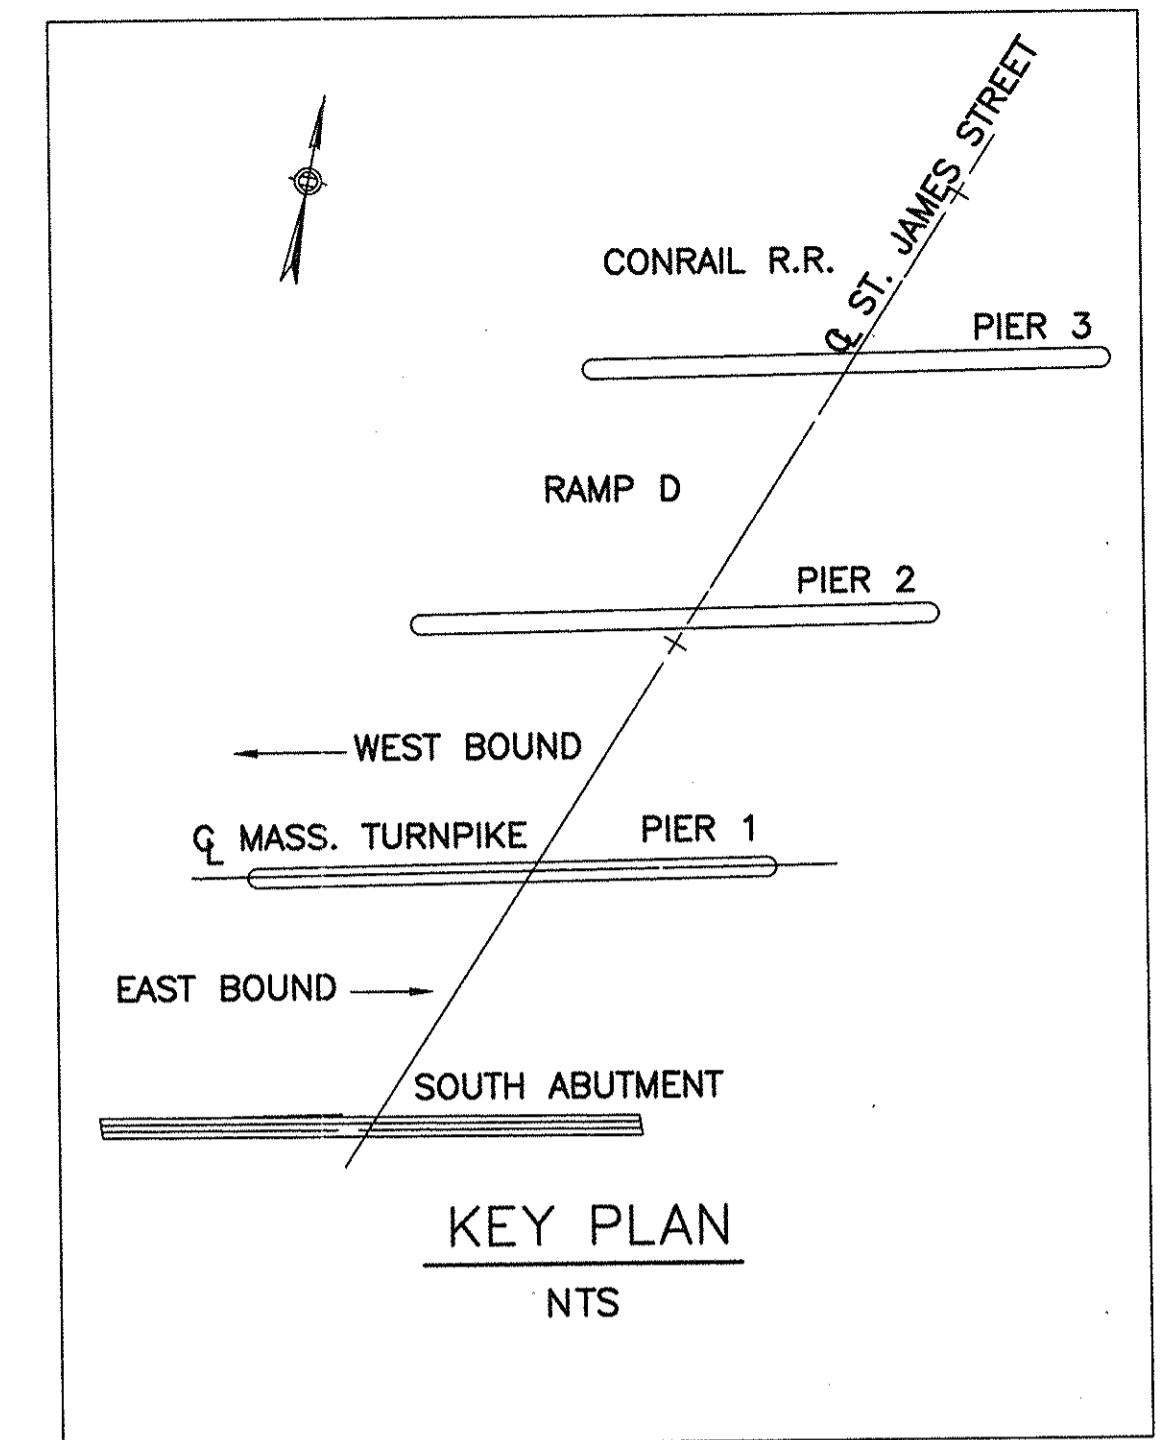 ℄ ST. JAMES STREET
CONRAIL R.R.
PIER 3
RAMP D
PIER 2
WEST BOUND
℄ MASS. TURNPIKE
PIER 1
EAST BOUND
SOUTH ABUTMENT
KEY PLAN
NTS